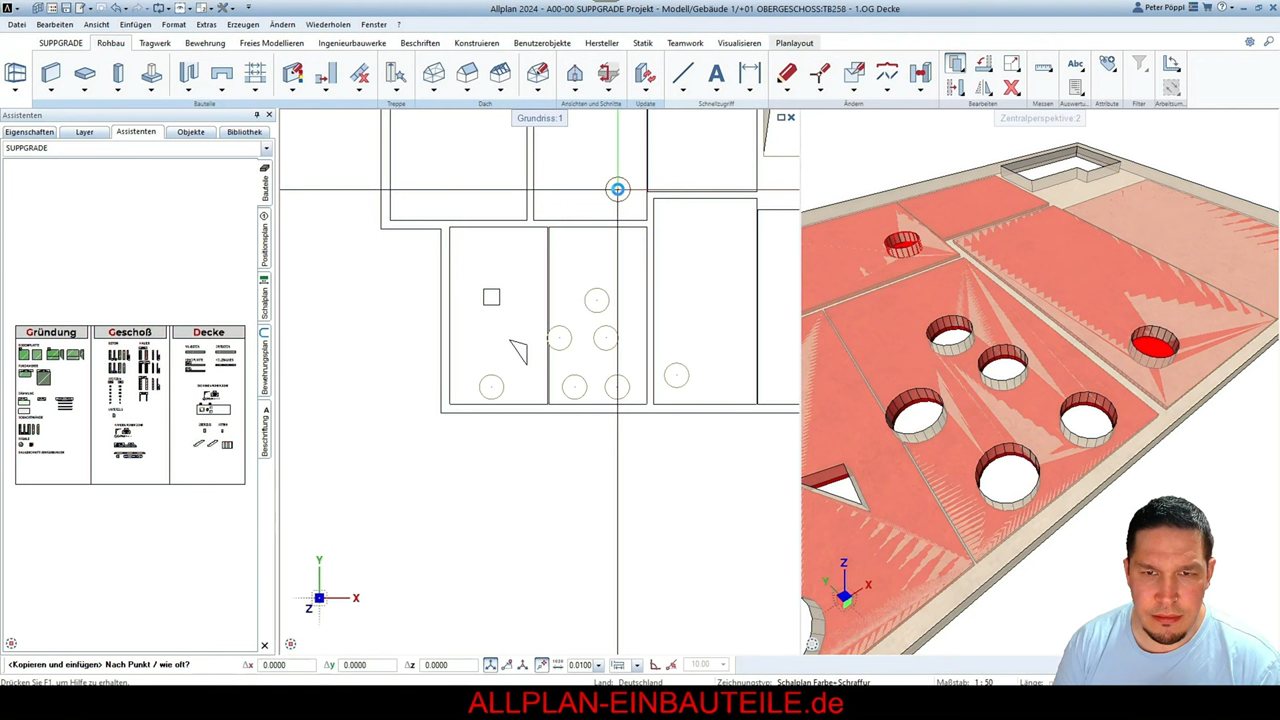 Allplan 2024 - A00-00 SUPPGRADE Projekt - Modell/Gebäude 1/+01 OBERGESCHOSS:TB258 - 1.OG Decke
Peter Pöppl
Datei Bearbeiten Ansicht Einfügen Format Extras Erzeugen Ändern Wiederholen Fenster ?
SUPPGRADE Rohbau Tragwerk Bewehrung Freies Modellieren Ingenieurbauwerke Beschriften Konstruieren Benutzerobjekte Hersteller Statik Teamwork Visualisieren Planlayout
Abc
A
Bauteile Treppe Dach Ansichten und Schnitte Update Schnellzugriff Ändern Bearbeiten Messen Auswert... Attribute Filter Arbeitsum...
Assistenten
Eigenschaften Layer Assistenten Objekte Bibliothek
SUPPGRADE
Grundriss:1
Zentralperspektive:2
Bauteile
Positionsplan
Schalplan
Bewehrungsplan
Beschriftung
Gründung Geschoß Decke
Y
X
Z
Z
Y
X
<Kopieren und einfügen> Nach Punkt / wie oft? Δx 0.0000 Δy 0.0000 Δz 0.0000 0.0100 10.00
Drücken Sie F1, um Hilfe zu erhalten. Land: Deutschland Zeichnungstyp: Schalplan Farbe+Schraffur Maßstab: 1 : 50 Länge:
ALLPLAN-EINBAUTEILE.de